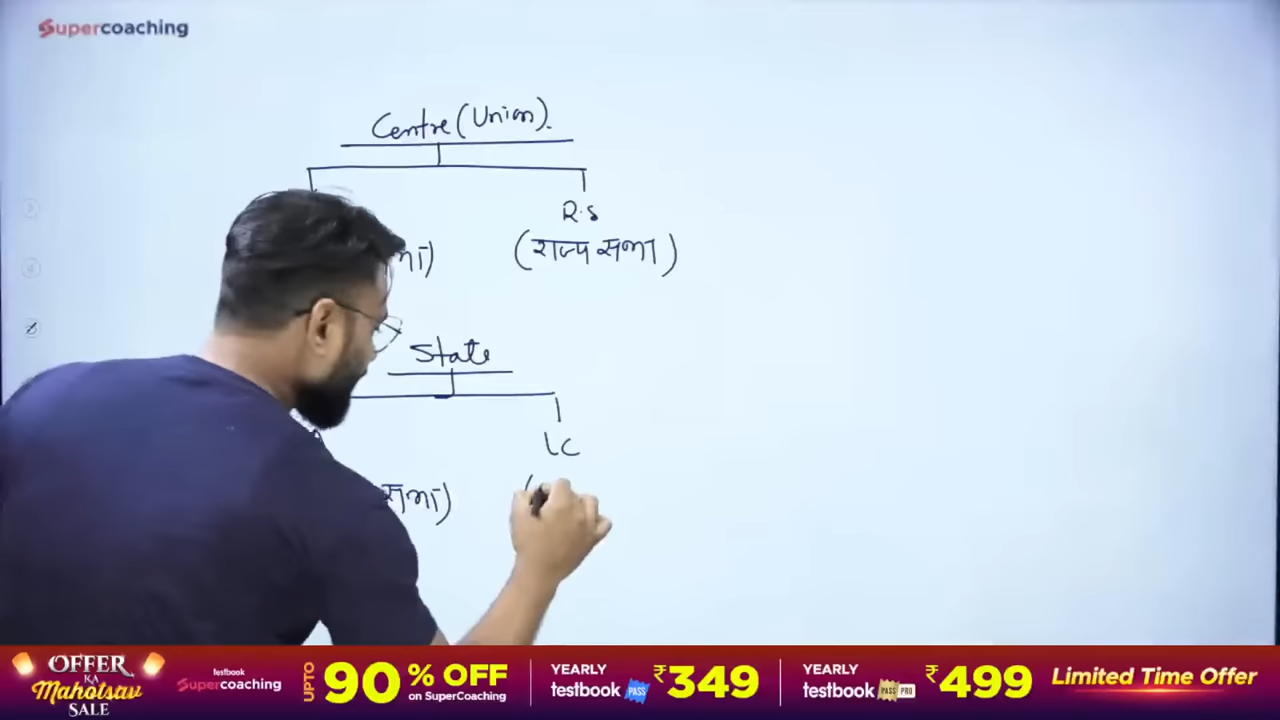 Supercoaching
Centre (Union).
R.S
(राज्य सभा)
State
LC
सभा)
(
OFFER
KA
Mahotsav
SALE
testbook
Supercoaching
UPTO 90% OFF
on SuperCoaching
YEARLY
testbook PASS
₹349
YEARLY
testbook PASS PRO
₹499
Limited Time Offer